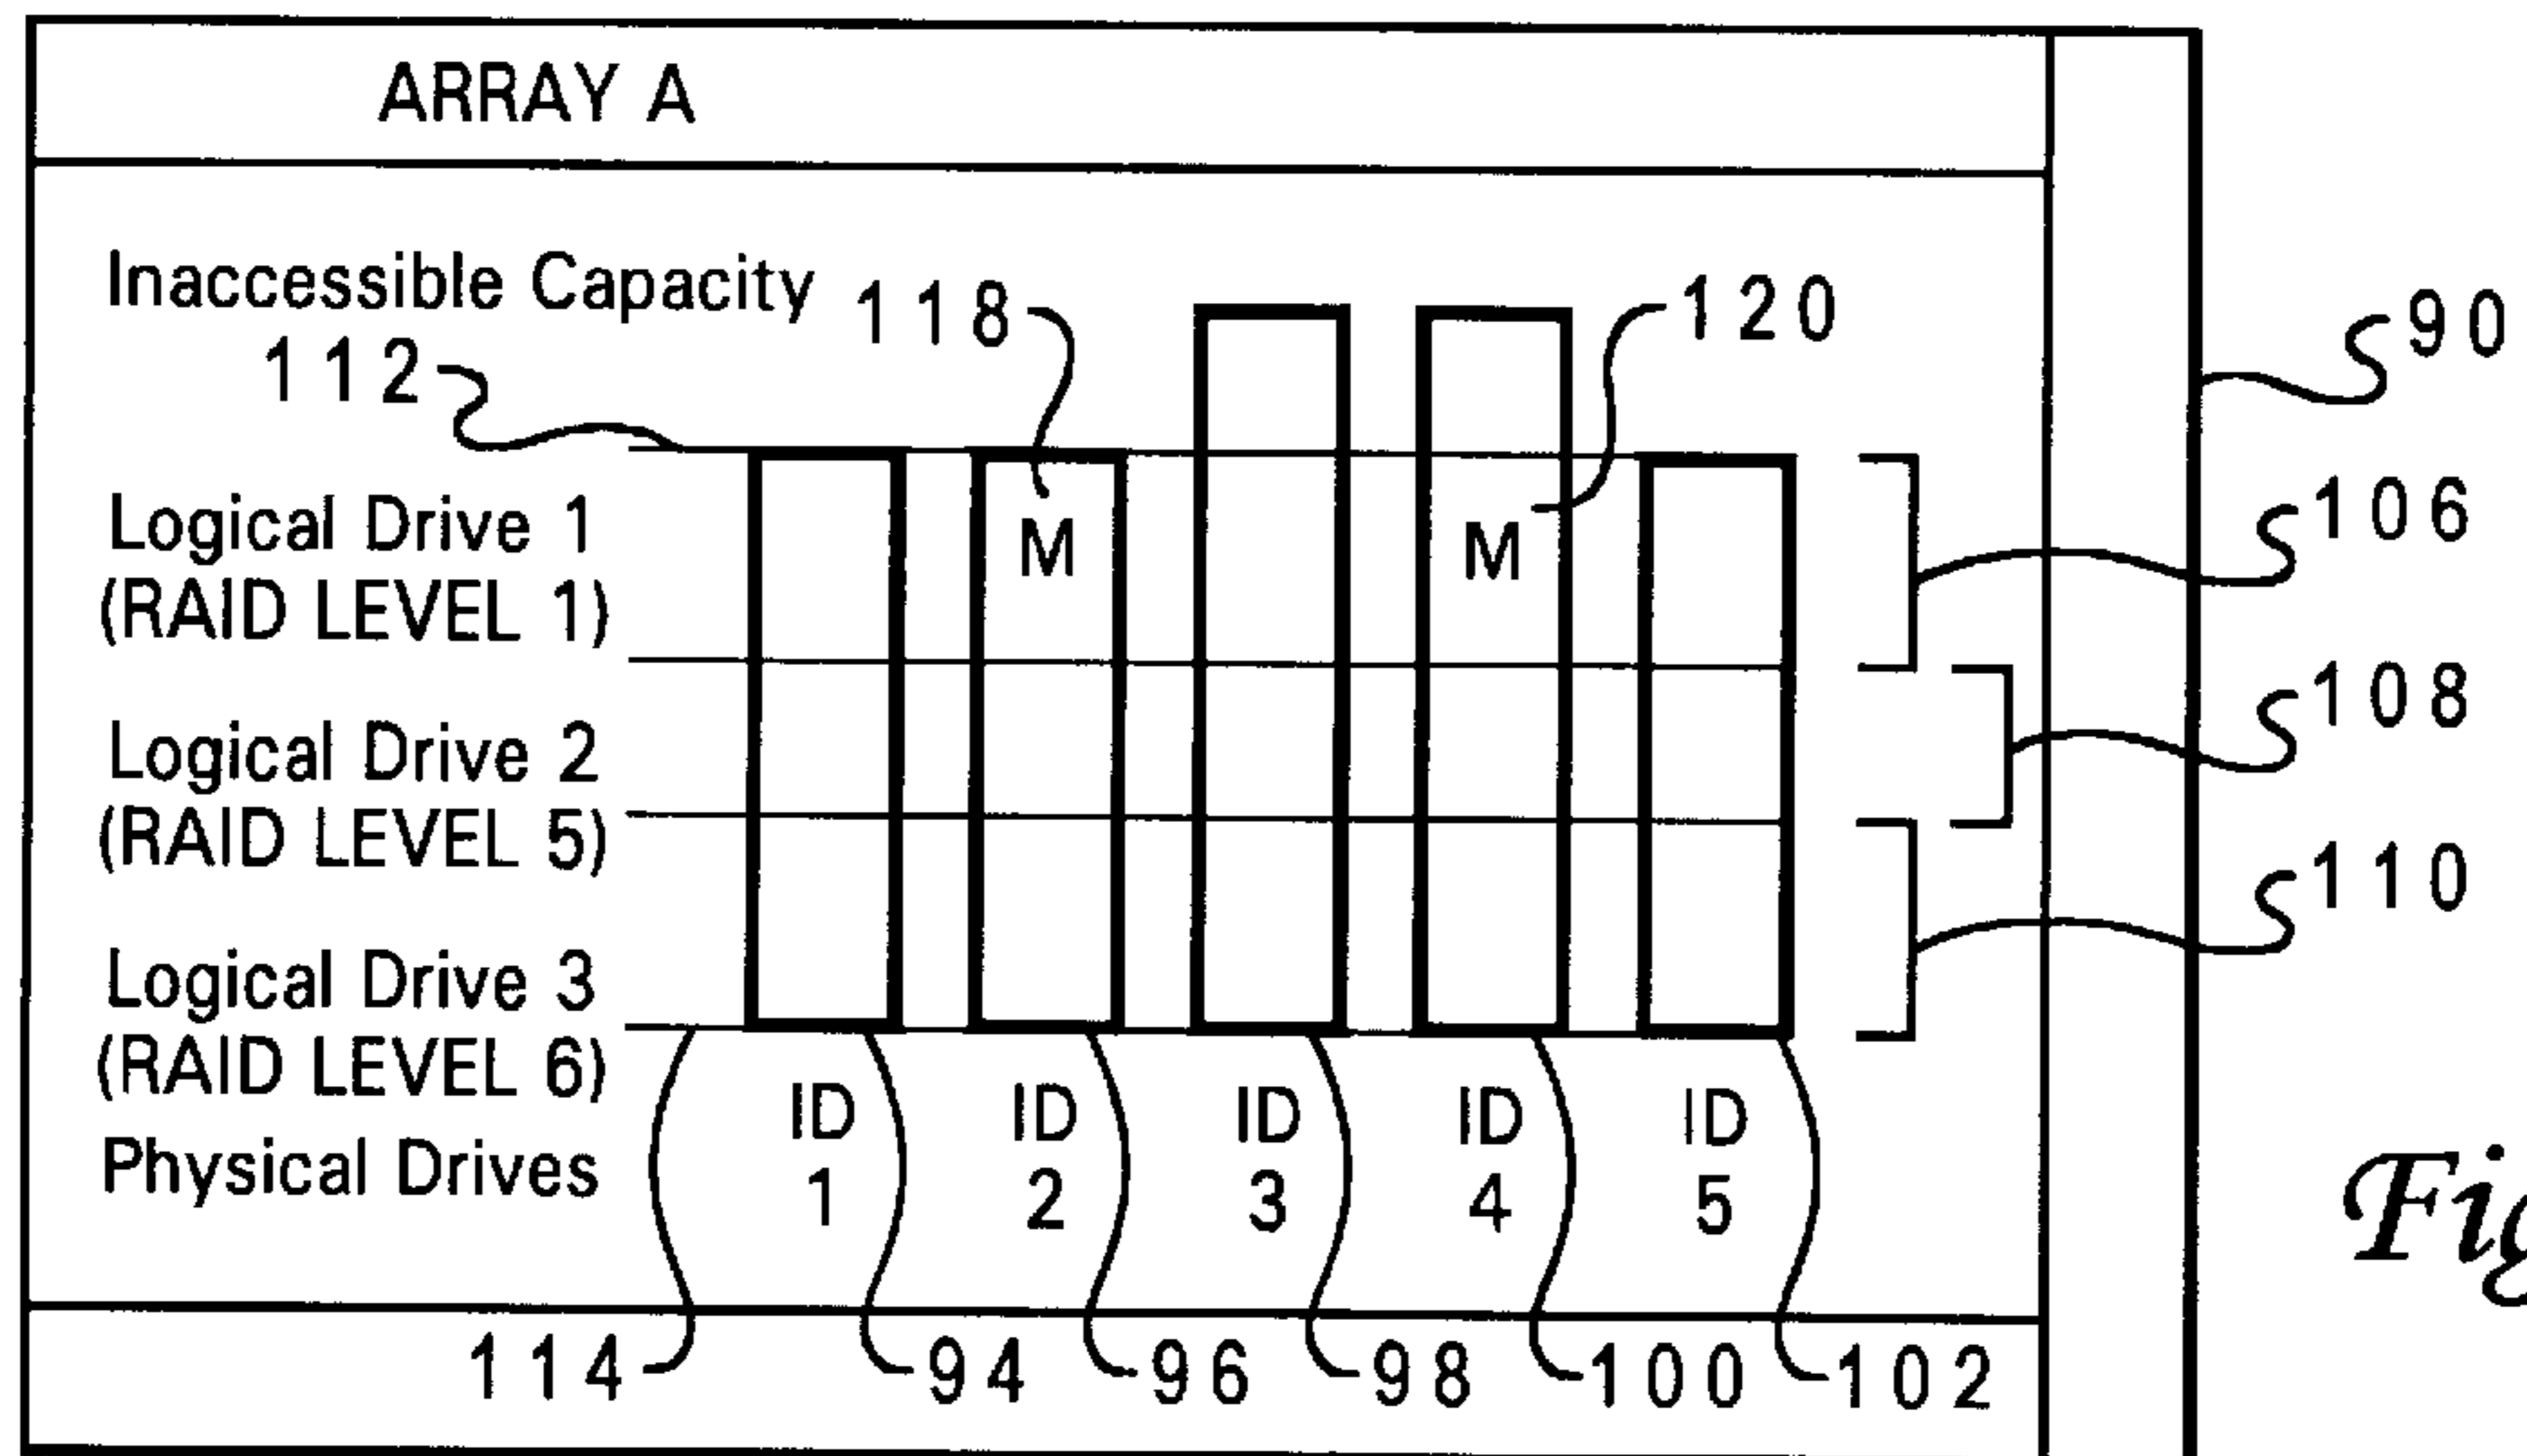 ARRAY A
Inaccessible Capacity
118
120
90
112
Logical Drive 1
(RAID LEVEL 1)
M
M
106
Logical Drive 2
(RAID LEVEL 5)
108
Logical Drive 3
(RAID LEVEL 6)
110
Physical Drives
ID
1
ID
2
ID
3
ID
4
ID
5
114
94
96
98
100
102